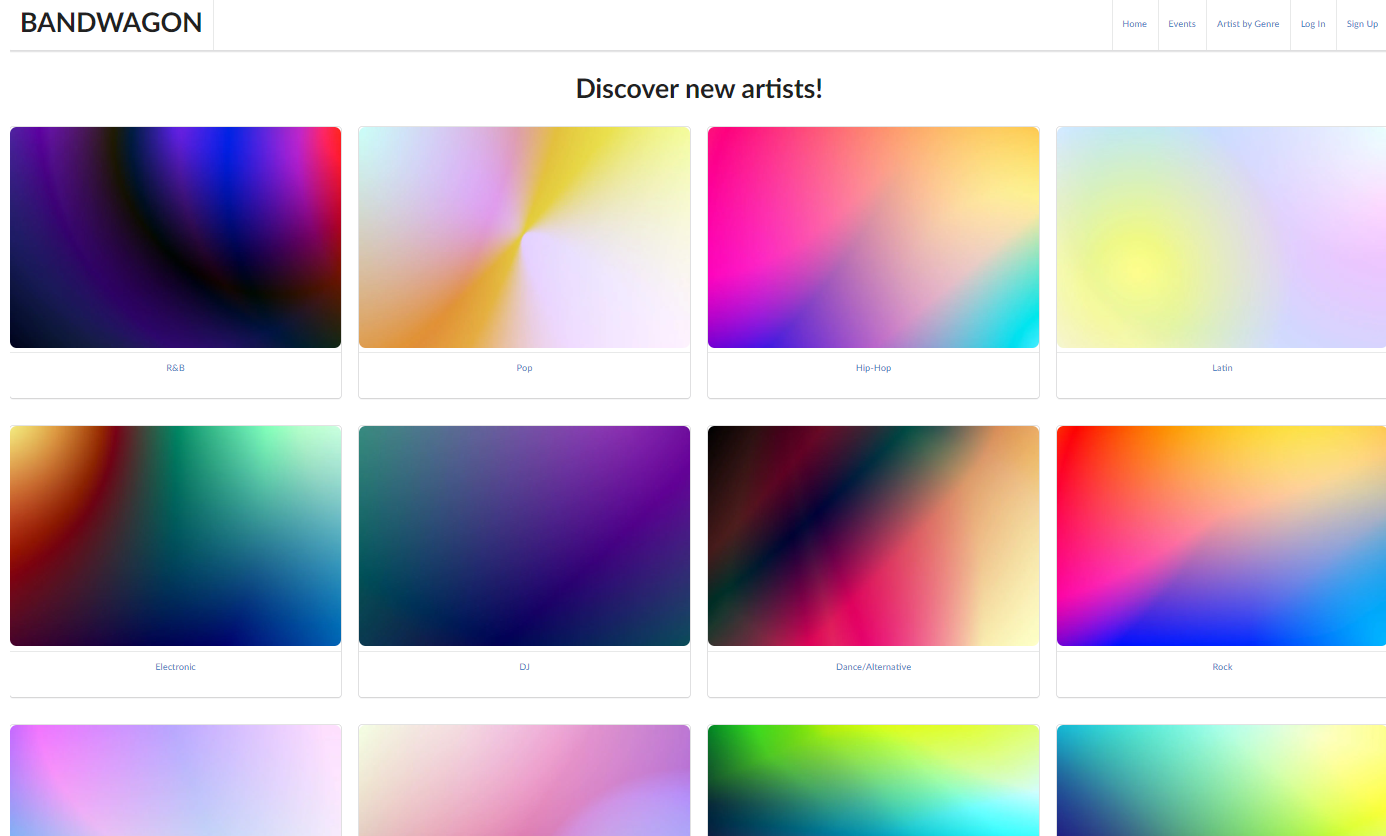 BANDWAGON
Home Events Artist by Genre Log In Sign Up
Discover new artists!
R&B Pop Hip-Hop Latin
Electronic DJ Dance/Alternative Rock